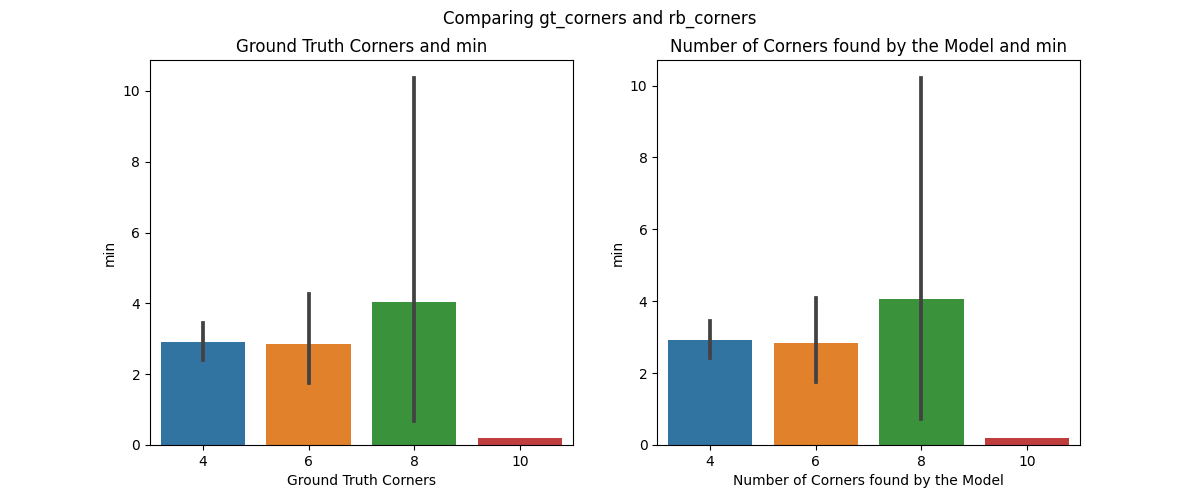 Comparing gt_corners and rb_corners
Ground Truth Corners and min
min
10
8
6
4
2
0
4 6 8 10
Ground Truth Corners
Number of Corners found by the Model and min
min
10
8
6
4
2
0
4 6 8 10
Number of Corners found by the Model